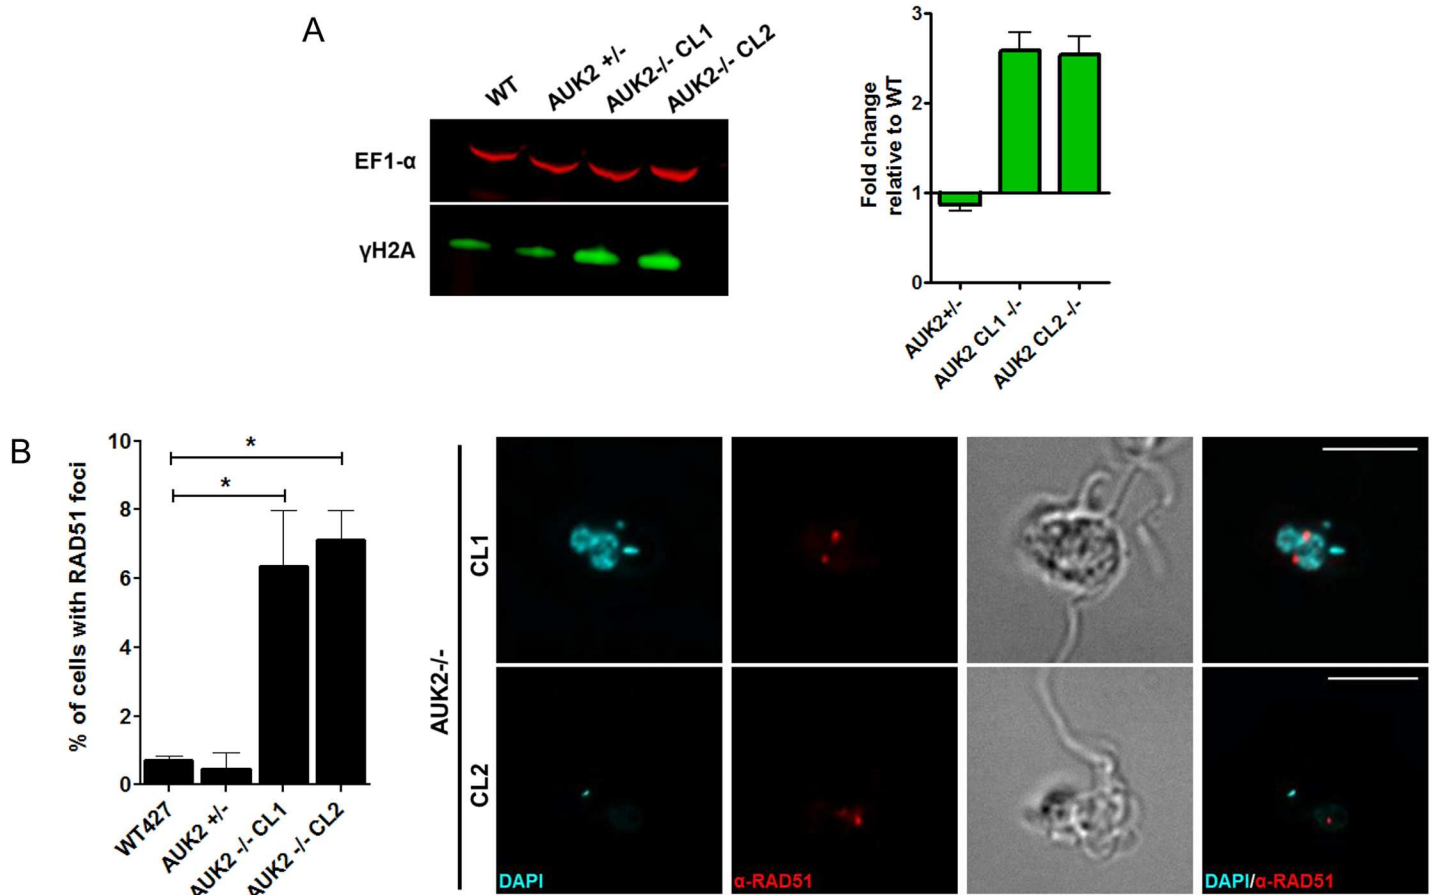 A
WT
AUK2 +/-
AUK2-/- CL1
AUK2-/- CL2
EF1-α
γH2A
Fold change
relative to WT
3
2
1
0
AUK2+/-
AUK2 CL1 -/-
AUK2 CL2 -/-
B
% of cells with RAD51 foci
10
8
6
4
2
0
*
*
WT427
AUK2 +/-
AUK2 -/- CL1
AUK2 -/- CL2
AUK2-/-
CL1
CL2
DAPI
α-RAD51
DAPI/α-RAD51